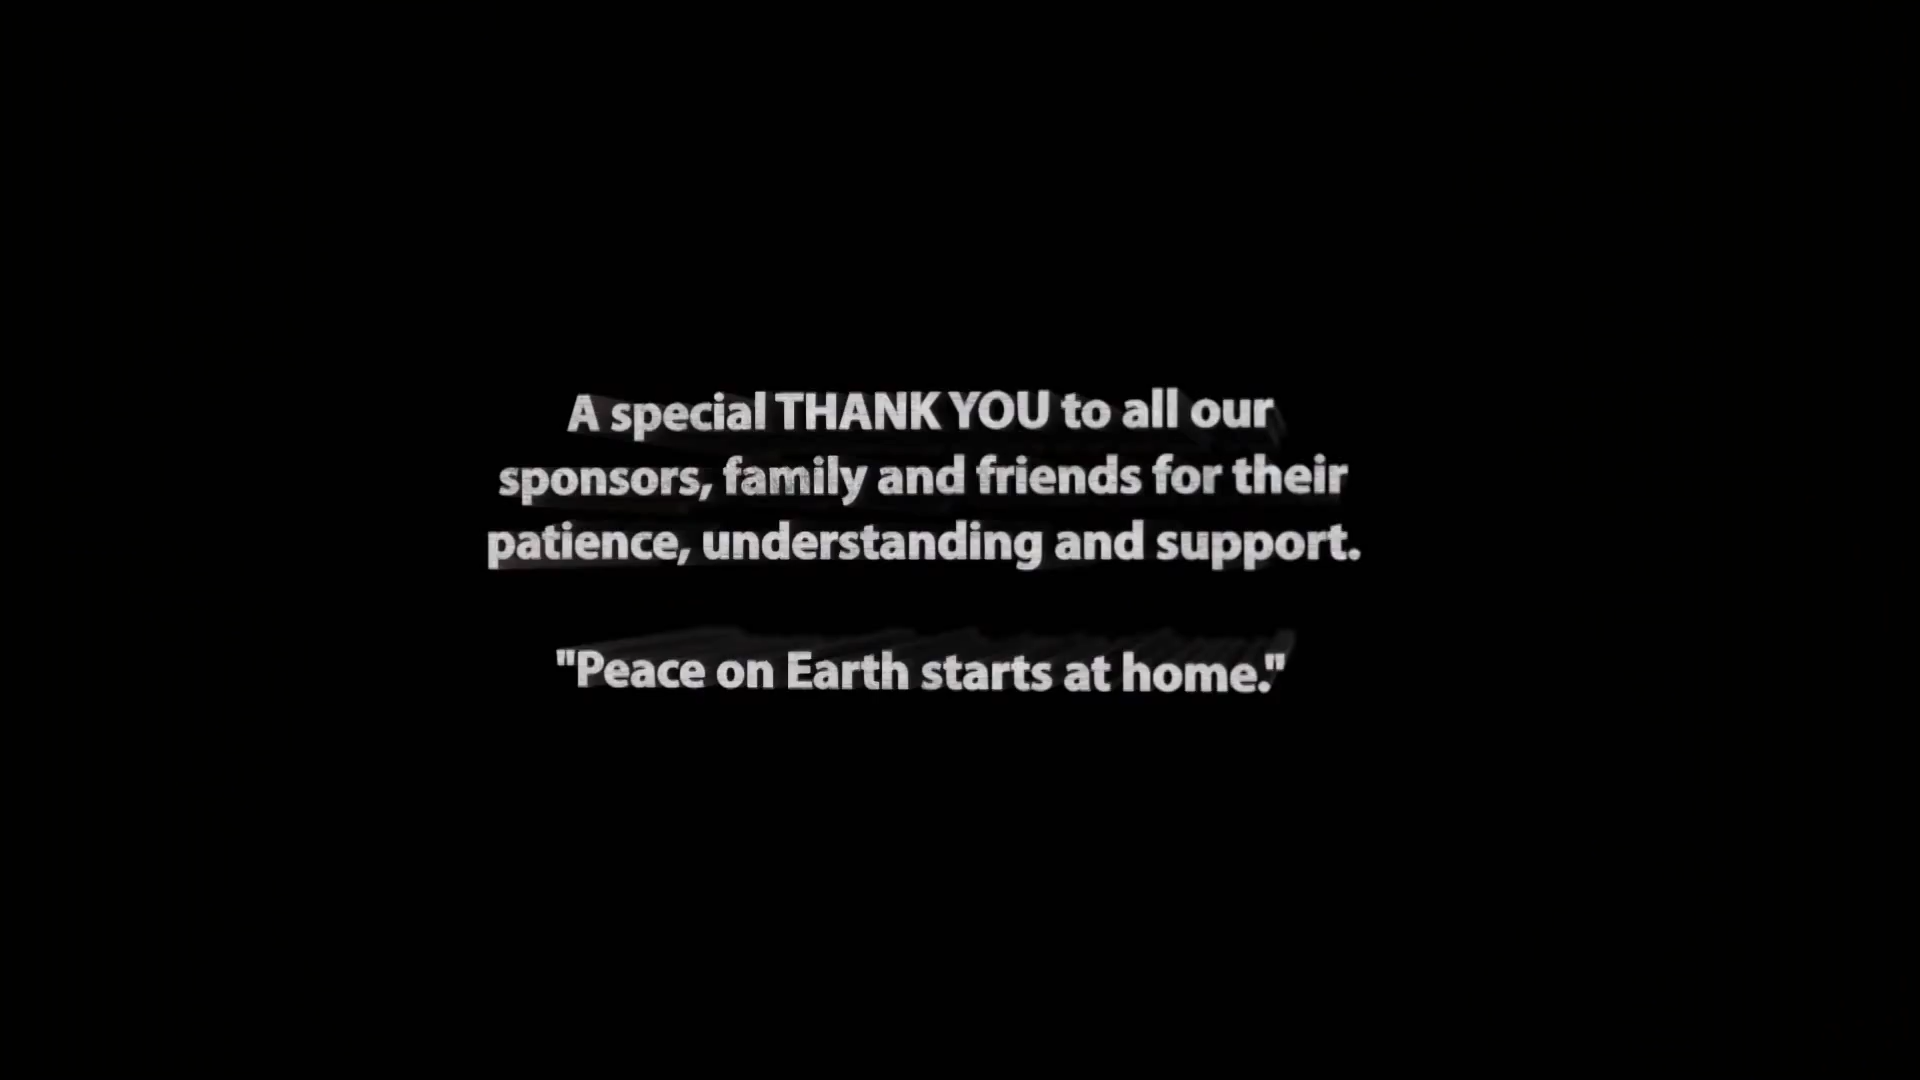 A special THANK YOU to all our
sponsors, family and friends for their
patience, understanding and support.
"Peace on Earth starts at home."